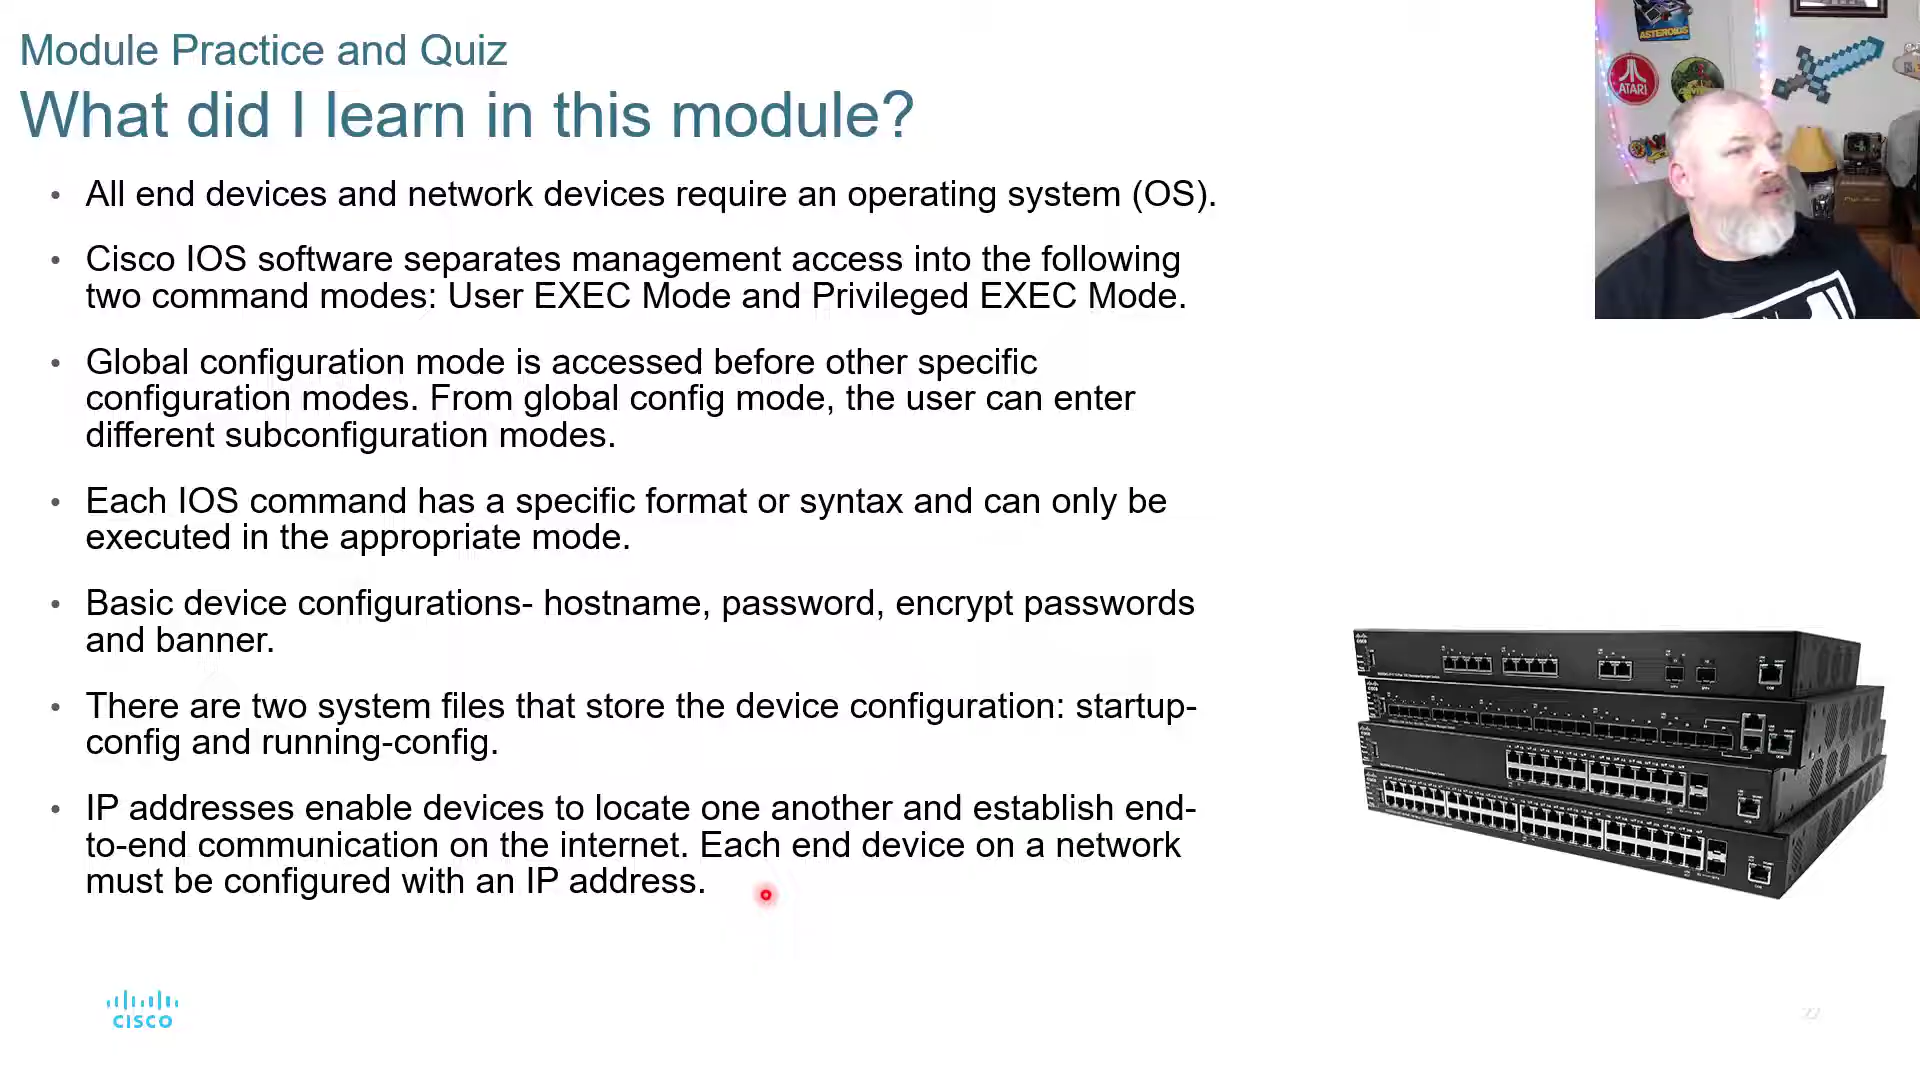 Module Practice and Quiz
What did I learn in this module?
• All end devices and network devices require an operating system (OS).
• Cisco IOS software separates management access into the following
two command modes: User EXEC Mode and Privileged EXEC Mode.
• Global configuration mode is accessed before other specific
configuration modes. From global config mode, the user can enter
different subconfiguration modes.
• Each IOS command has a specific format or syntax and can only be
executed in the appropriate mode.
• Basic device configurations- hostname, password, encrypt passwords
and banner.
• There are two system files that store the device configuration: startup-
config and running-config.
• IP addresses enable devices to locate one another and establish end-
to-end communication on the internet. Each end device on a network
must be configured with an IP address.
CISCO
22
ASTEROIDS
ATARI